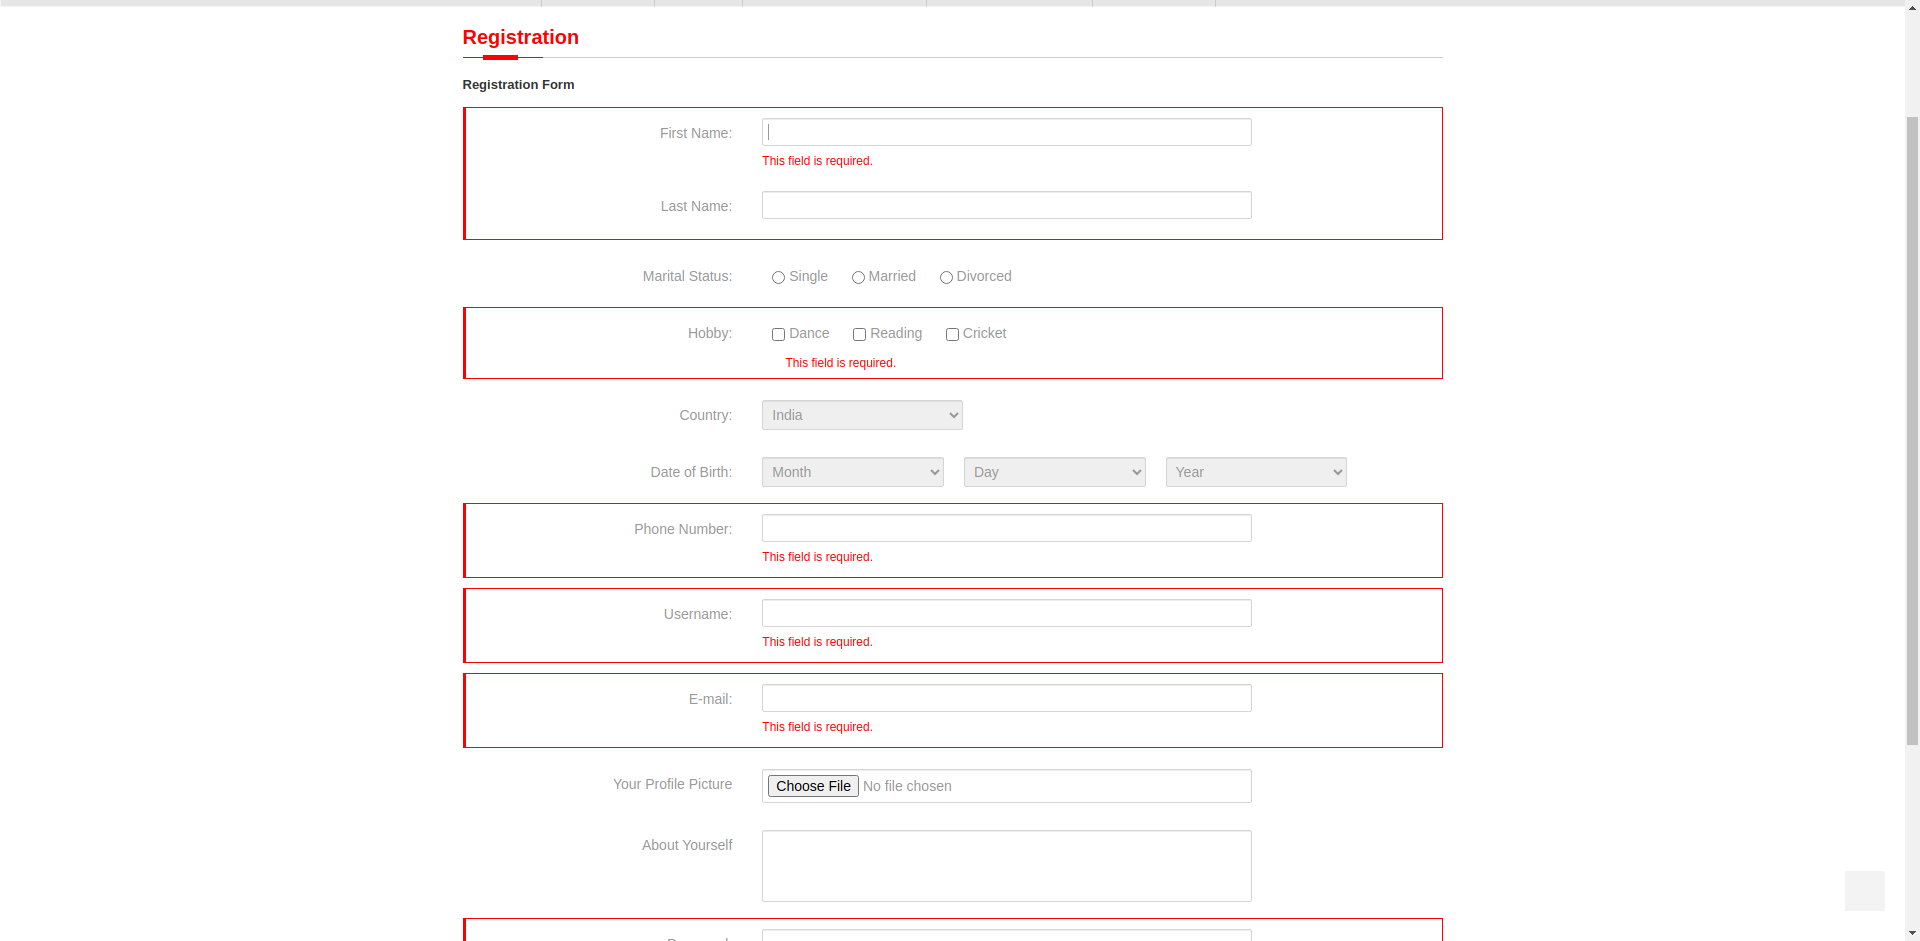 Registration
Registration Form
First Name:
This field is required.
Last Name:
Marital Status: Single Married Divorced
Hobby: Dance Reading Cricket
This field is required.
Country: India
Date of Birth: Month Day Year
Phone Number:
This field is required.
Username:
This field is required.
E-mail:
This field is required.
Your Profile Picture Choose File No file chosen
About Yourself